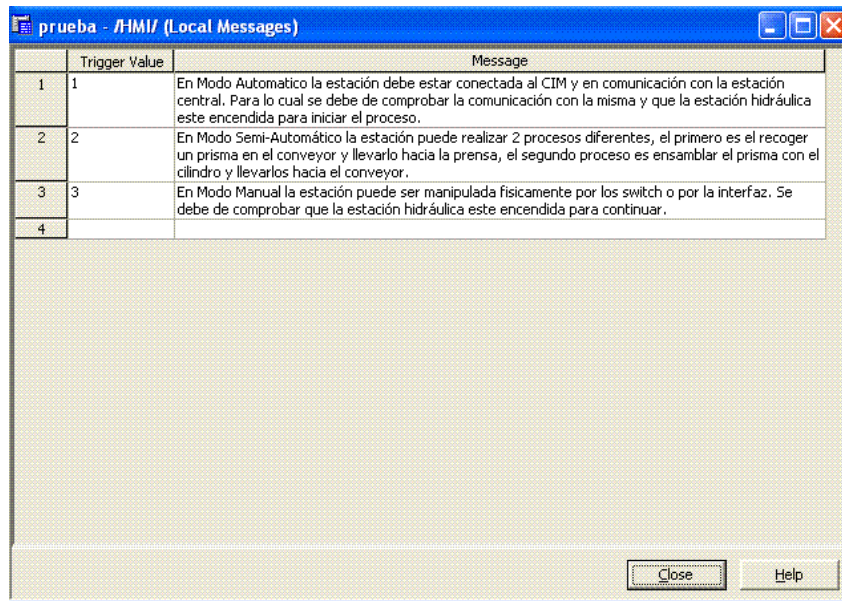 prueba - /HMI/ (Local Messages)
Trigger Value Message
1 1 En Modo Automatico la estación debe estar conectada al CIM y en comunicación con la estación
central. Para lo cual se debe de comprobar la comunicación con la misma y que la estación hidráulica
este encendida para iniciar el proceso.
2 2 En Modo Semi-Automático la estación puede realizar 2 procesos diferentes, el primero es el recoger
un prisma en el conveyor y llevarlo hacia la prensa, el segundo proceso es ensamblar el prisma con el
cilindro y llevarlos hacia el conveyor.
3 3 En Modo Manual la estación puede ser manipulada fisicamente por los switch o por la interfaz. Se
debe de comprobar que la estación hidráulica este encendida para continuar.
4
Close Help